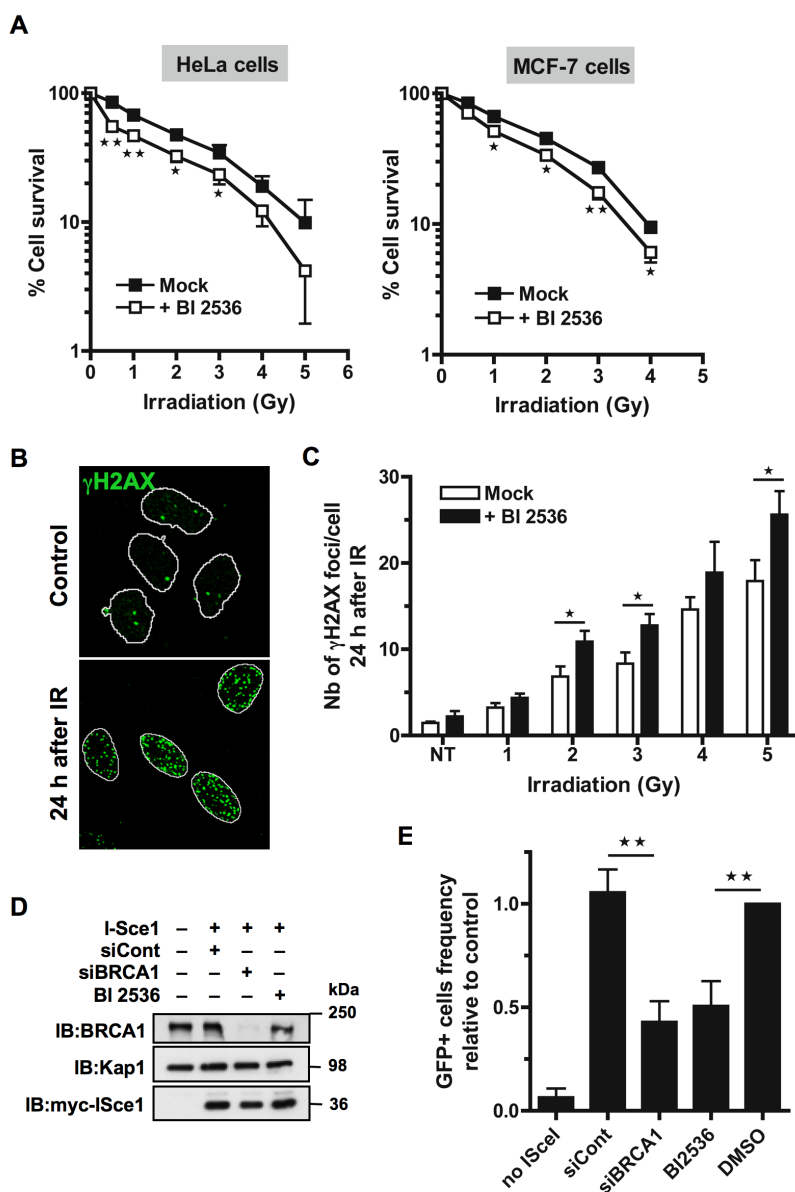 A
HeLa cells
MCF-7 cells
100
10
1
% Cell survival
Mock
+ BI 2536
0 1 2 3 4 5 6
Irradiation (Gy)
★★ ★★ ★ ★
100
10
1
% Cell survival
Mock
+ BI 2536
0 1 2 3 4 5
Irradiation (Gy)
★ ★ ★★ ★
B
γH2AX
Control
24 h after IR
C
Nb of γH2AX foci/cell
24 h after IR
30
20
10
0
Mock
+ BI 2536
★ ★ ★
NT 1 2 3 4 5
Irradiation (Gy)
D
I-Sce1 – + + +
siCont – + – –
siBRCA1 – – + –
BI 2536 – – – +
kDa
250
IB:BRCA1
IB:Kap1 98
IB:myc-ISce1 36
E
GFP+ cells frequency
relative to control
1.0
0.5
0.0
★★ ★★
no ISceI
siCont
siBRCA1
BI2536
DMSO